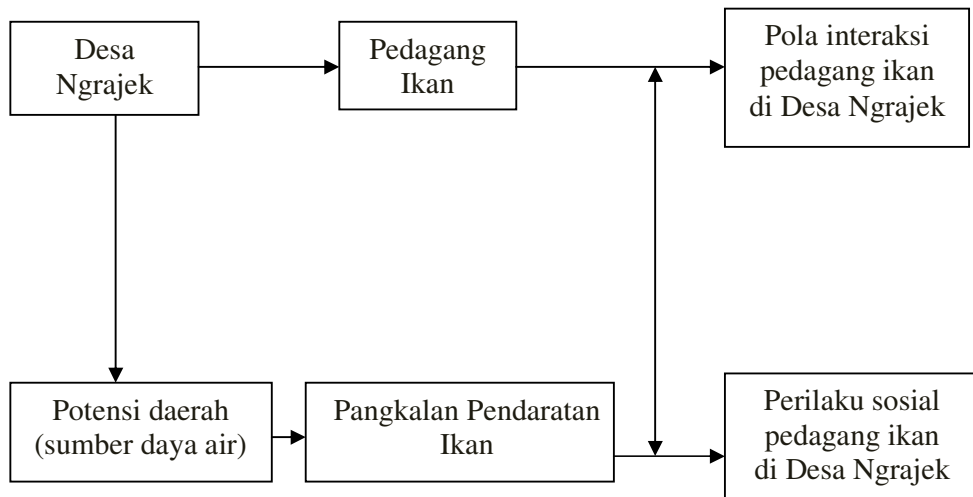 Desa
Ngrajek
Pedagang
Ikan
Pola interaksi
pedagang ikan
di Desa Ngrajek
Potensi daerah
(sumber daya air)
Pangkalan Pendaratan
Ikan
Perilaku sosial
pedagang ikan
di Desa Ngrajek